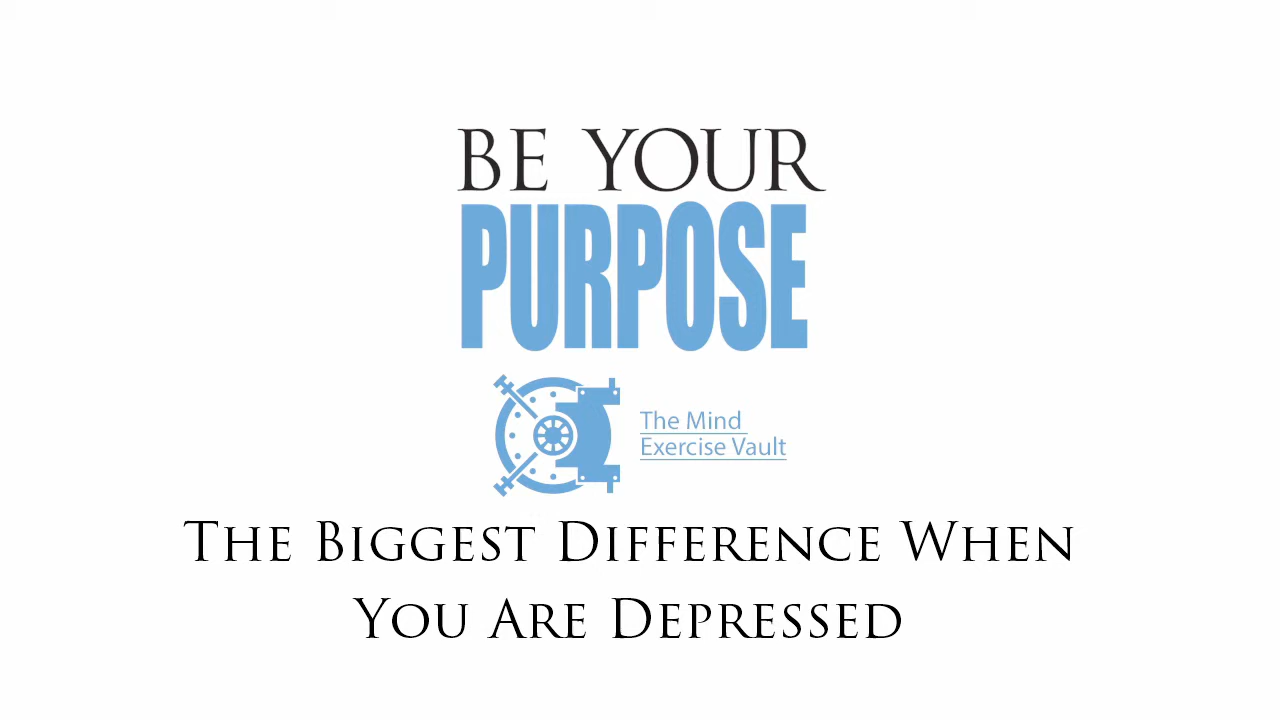 BE YOUR
PURPOSE
The Mind
Exercise Vault
The Biggest Difference When
You Are Depressed